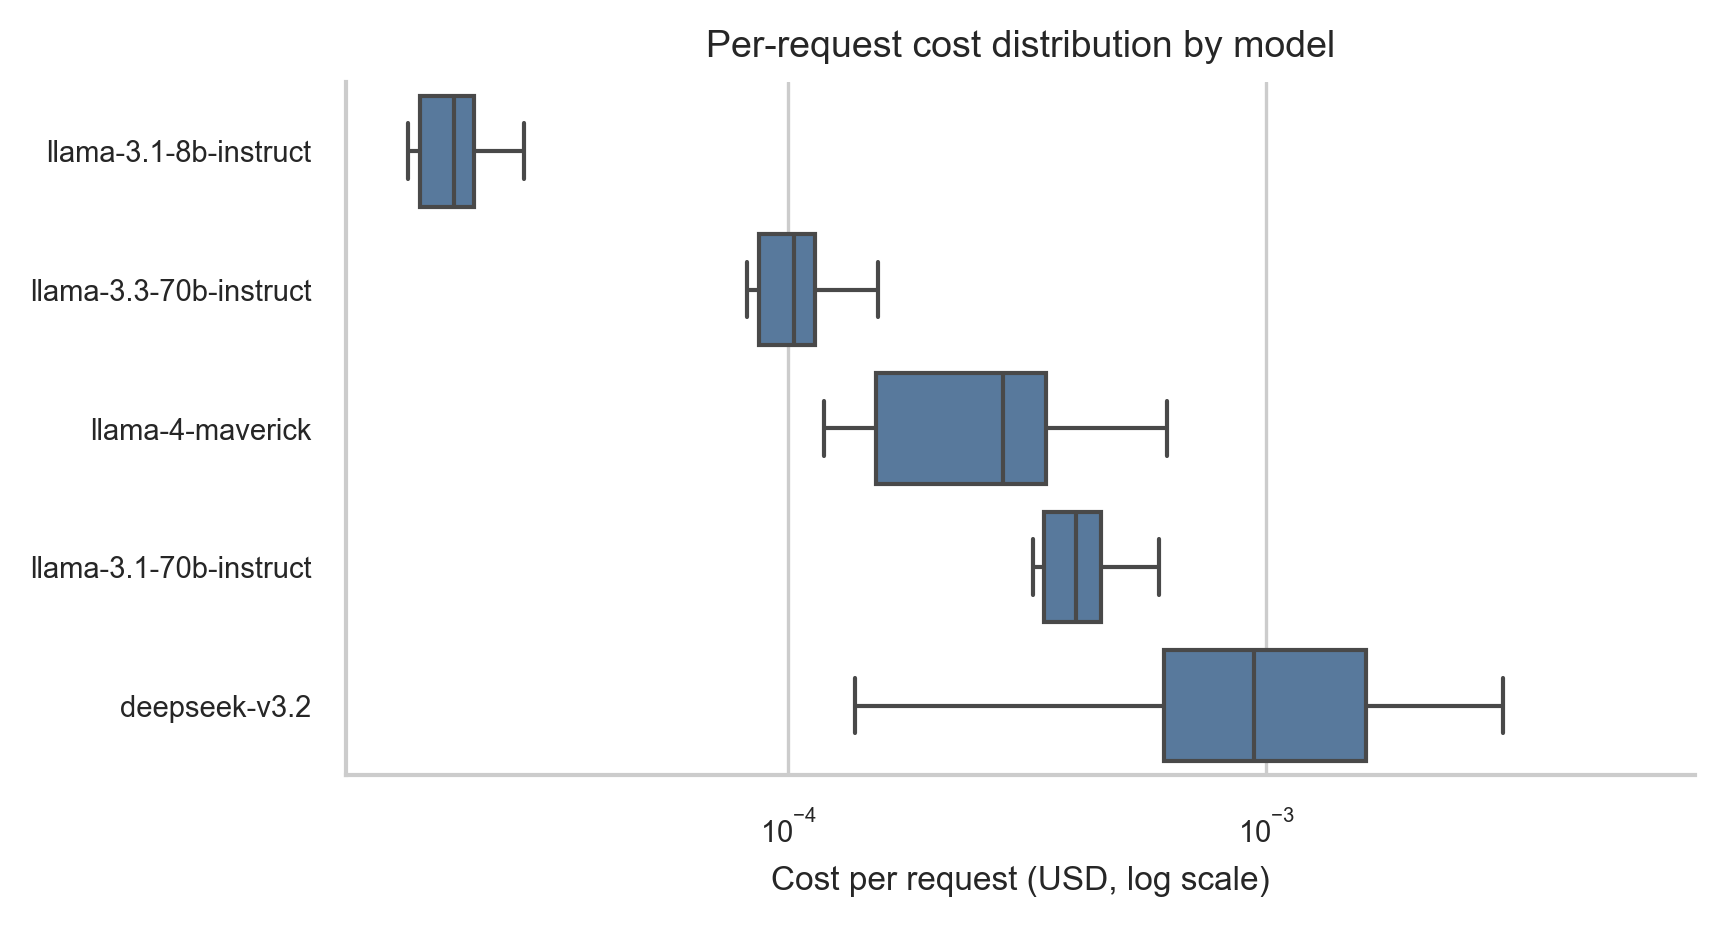 Per-request cost distribution by model
llama-3.1-8b-instruct
llama-3.3-70b-instruct
llama-4-maverick
llama-3.1-70b-instruct
deepseek-v3.2
10⁻⁴
10⁻³
Cost per request (USD, log scale)